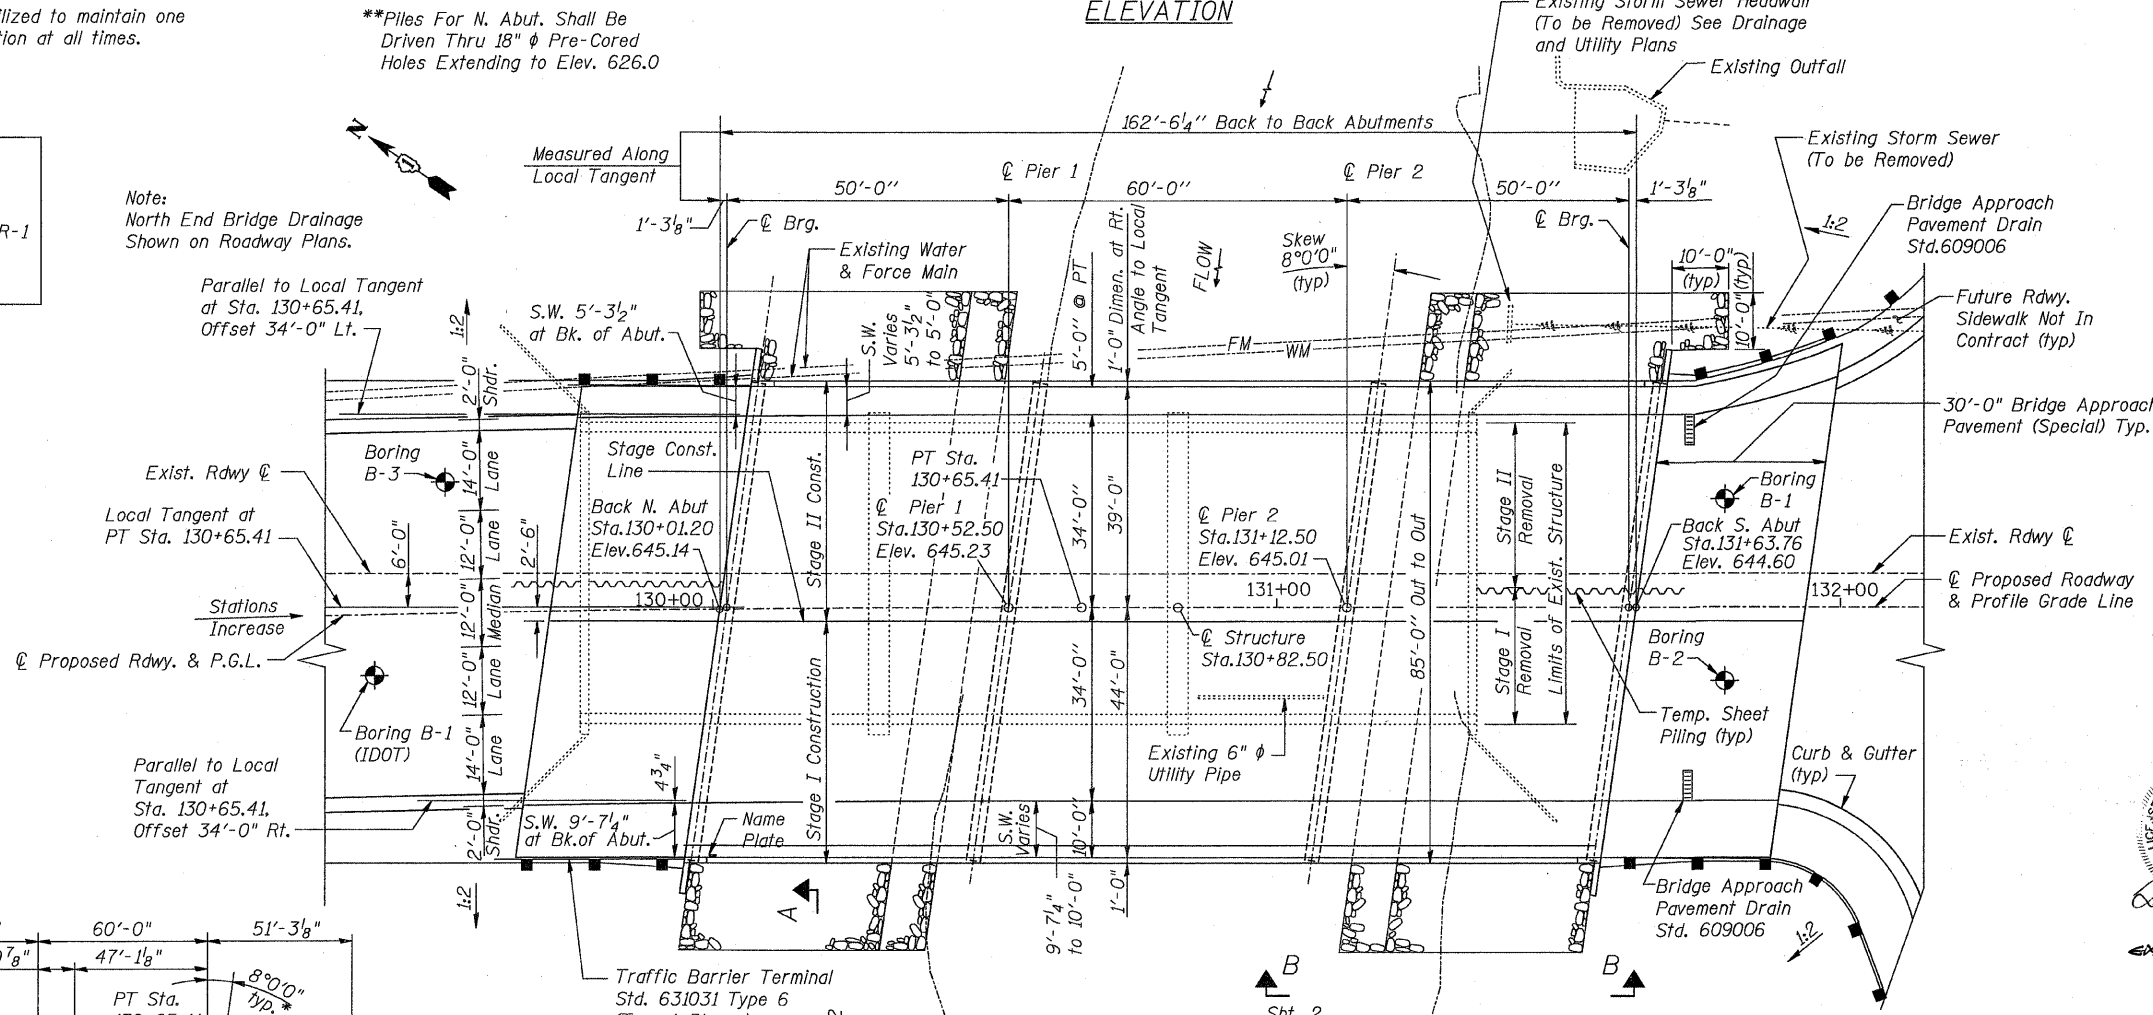 ilized to maintain one
tion at all times.
**Piles For N. Abut. Shall Be
Driven Thru 18" ϕ Pre-Cored
Holes Extending to Elev. 626.0
ELEVATION
Existing Storm Sewer Headwall
(To be Removed) See Drainage
and Utility Plans
Existing Outfall
R-1
N
Note:
North End Bridge Drainage
Shown on Roadway Plans.
Measured Along
Local Tangent
162'-6¼" Back to Back Abutments
℄ Pier 1
℄ Pier 2
50'-0"
60'-0"
50'-0"
1'-3⅛"
1'-3⅛"
℄ Brg.
℄ Brg.
Existing Storm Sewer
(To be Removed)
Bridge Approach
Pavement Drain
Std.609006
1:2
Existing Water
& Force Main
5'-0" @ PT
1'-0" Dimen. at Rt.
Angle to Local
Tangent
FLOW
Skew
8°0'0"
(typ)
10'-0"
(typ)
10'-0"(typ)
Future Rdwy.
Sidewalk Not In
Contract (typ)
Parallel to Local Tangent
at Sta. 130+65.41,
Offset 34'-0" Lt.
1:2
S.W. 5'-3½"
at Bk. of Abut.
S.W.
Varies
5'-3½"
to 5'-0"
FM
WM
2'-0"
Shdr.
30'-0" Bridge Approach
Pavement (Special) Typ.
Exist. Rdwy ℄
Boring
B-3
14'-0"
Lane
Stage Const.
Line
Stage II Const.
PT Sta.
130+65.41
34'-0"
39'-0"
Stage II
Removal
Limits of Exist. Structure
Boring
B-1
Local Tangent at
PT Sta. 130+65.41
6'-0"
12'-0"
Lane
2'-6"
Back N. Abut
Sta.130+01.20
Elev.645.14
℄ Pier 1
Sta.130+52.50
Elev. 645.23
℄ Pier 2
Sta.131+12.50
Elev. 645.01
Back S. Abut
Sta.131+63.76
Elev. 644.60
Exist. Rdwy ℄
℄ Proposed Roadway
& Profile Grade Line
Stations
Increase
12'-0"
Median
130+00
131+00
132+00
℄ Structure
Sta.130+82.50
℄ Proposed Rdwy. & P.G.L.
12'-0"
Lane
Boring B-1
(IDOT)
14'-0"
Lane
Stage I Construction
34'-0"
44'-0"
85'-0" Out to Out
Stage I
Removal
Boring
B-2
Temp. Sheet
Piling (typ)
Existing 6" ϕ
Utility Pipe
Curb & Gutter
(typ)
Parallel to Local
Tangent at
Sta. 130+65.41,
Offset 34'-0" Rt.
2'-0"
Shdr.
4¾"
S.W. 9'-7¼"
at Bk.of Abut.
Name
Plate
S.W.
Varies
10'-0"
9'-7¼"
to 10'-0"
1'-0"
1:2
A
Bridge Approach
Pavement Drain
Std. 609006
1:2
B
B
Sht. 2
Traffic Barrier Terminal
Std. 631031 Type 6
60'-0"
51'-3⅛"
47'-1⅛"
PT Sta.
8°0'0"
typ.*